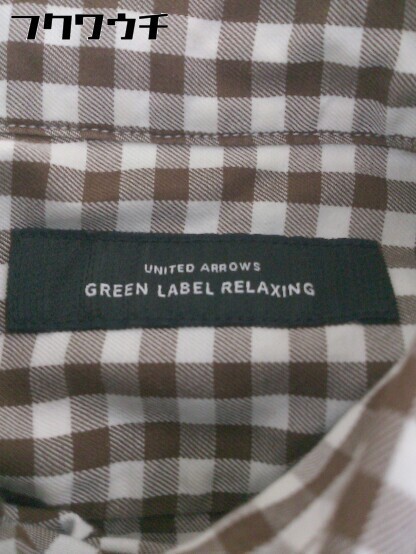 フクワウチ
UNITED ARROWS
GREEN LABEL RELAXING